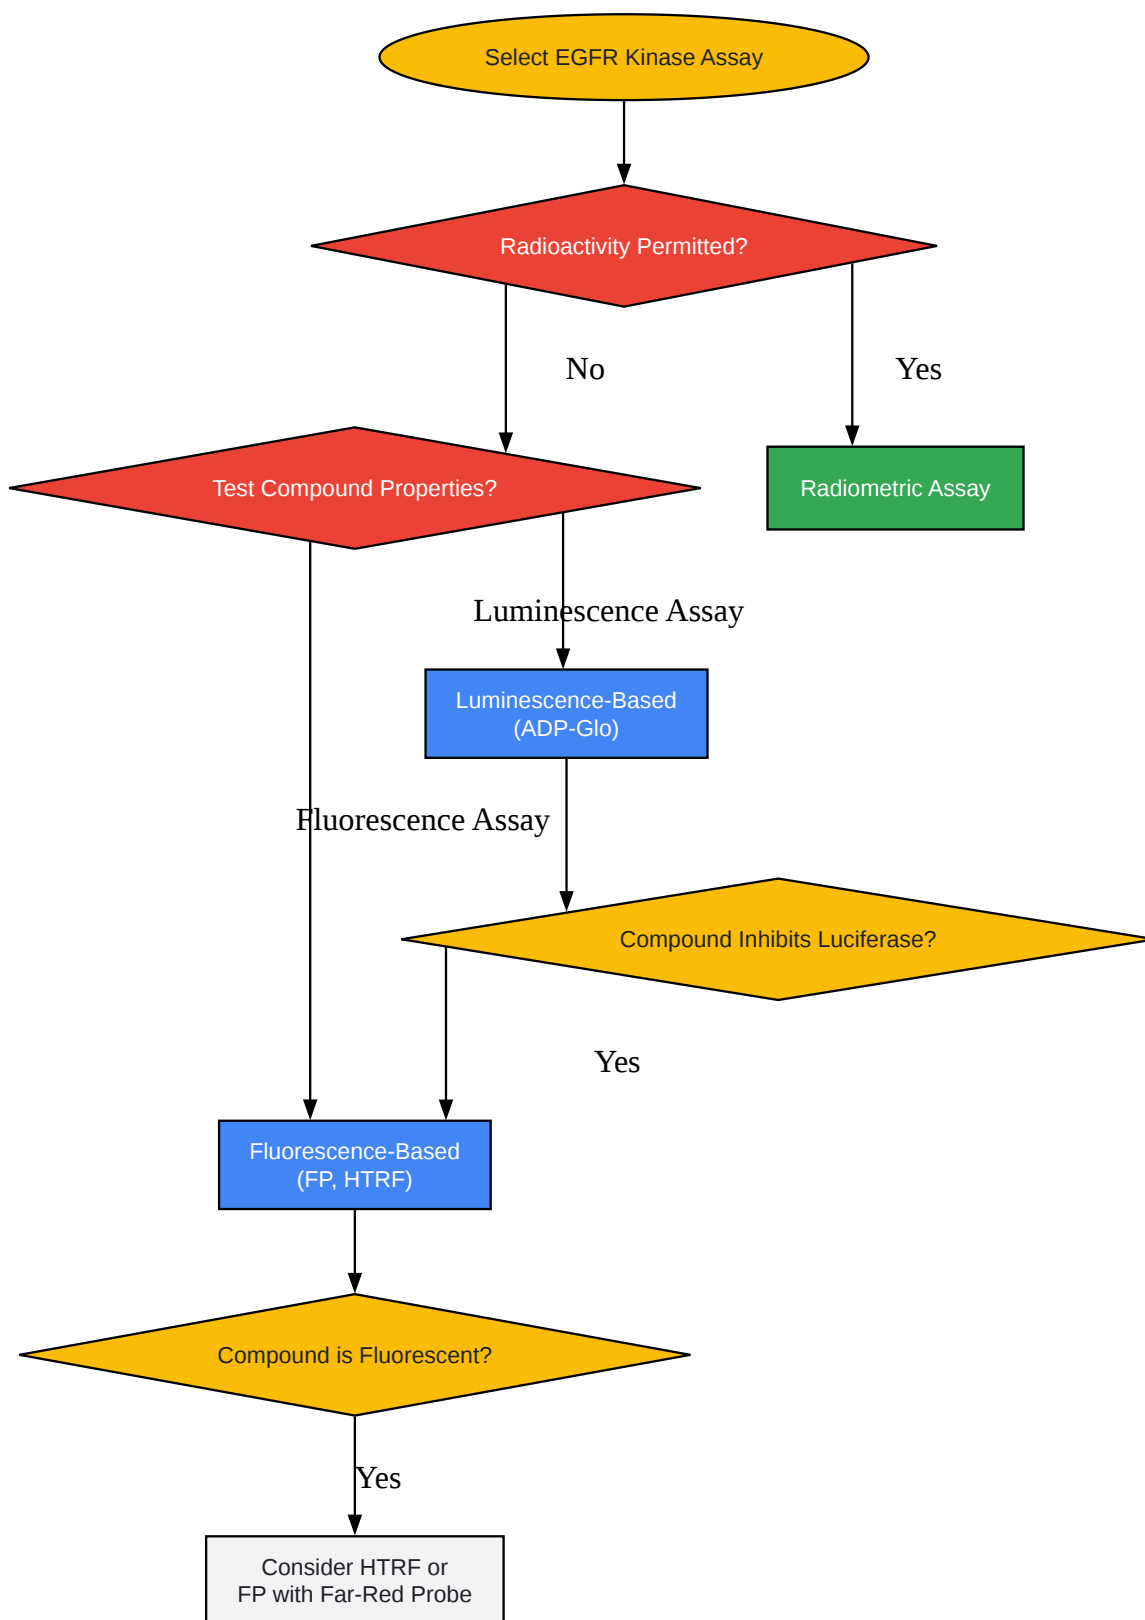 Select EGFR Kinase Assay
Radioactivity Permitted?
No
Yes
Test Compound Properties?
Radiometric Assay
Luminescence Assay
Luminescence-Based
(ADP-Glo)
Fluorescence Assay
Compound Inhibits Luciferase?
Yes
Fluorescence-Based
(FP, HTRF)
Compound is Fluorescent?
Yes
Consider HTRF or
FP with Far-Red Probe